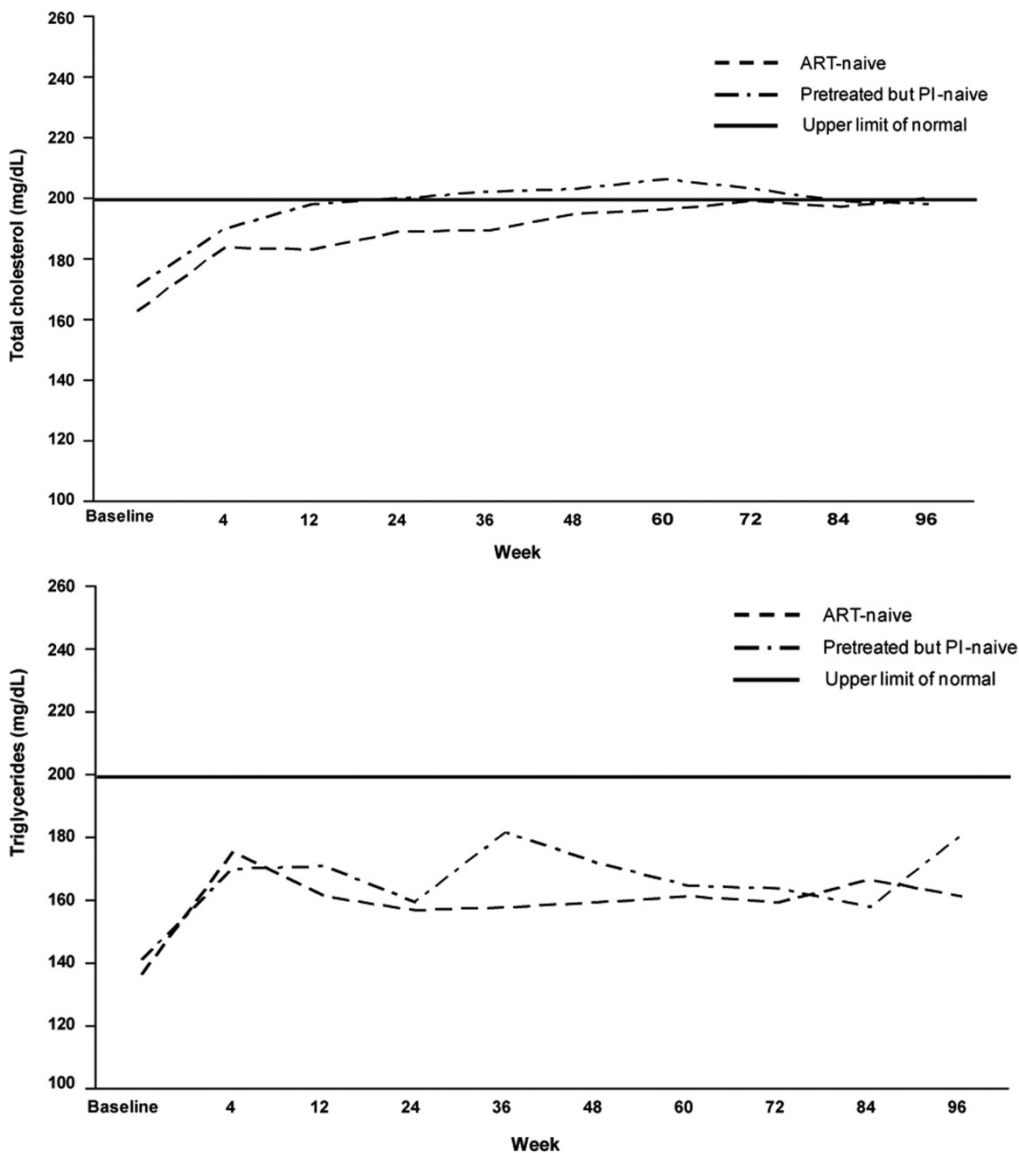 260
240
220
200
180
160
140
120
100
Total cholesterol (mg/dL)
ART-naive
Pretreated but PI-naive
Upper limit of normal
Baseline 4 12 24 36 48 60 72 84 96
Week
260
240
220
200
180
160
140
120
100
Triglycerides (mg/dL)
ART-naive
Pretreated but PI-naive
Upper limit of normal
Baseline 4 12 24 36 48 60 72 84 96
Week